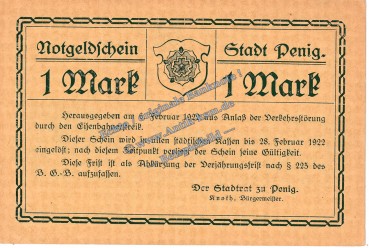 Notgeldschein
Stadt Penig.
1 Mark
1 Mark
Herausgegeben am Februar 1922 aus Anlaß der Verkehrsstörung
durch den Eisenbahnstreik.
Dieser Schein wird in allen städtischen Kassen bis 28. Februar 1922
eingelöst; nach diesem Zeitpunkt verliert der Schein seine Gültigkeit.
Diese Frist ist als Abkürzung der Verjährungsfrist nach § 225 des
B. G.-B. aufzufassen.
Der Stadtrat zu Penig.
Bürgermeister.